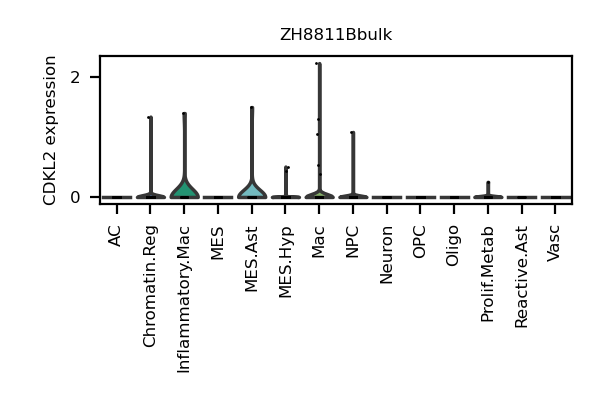 ZH8811Bbulk
CDKL2 expression
2
0
AC
Chromatin.Reg
Inflammatory.Mac
MES
MES.Ast
MES.Hyp
Mac
NPC
Neuron
OPC
Oligo
Prolif.Metab
Reactive.Ast
Vasc